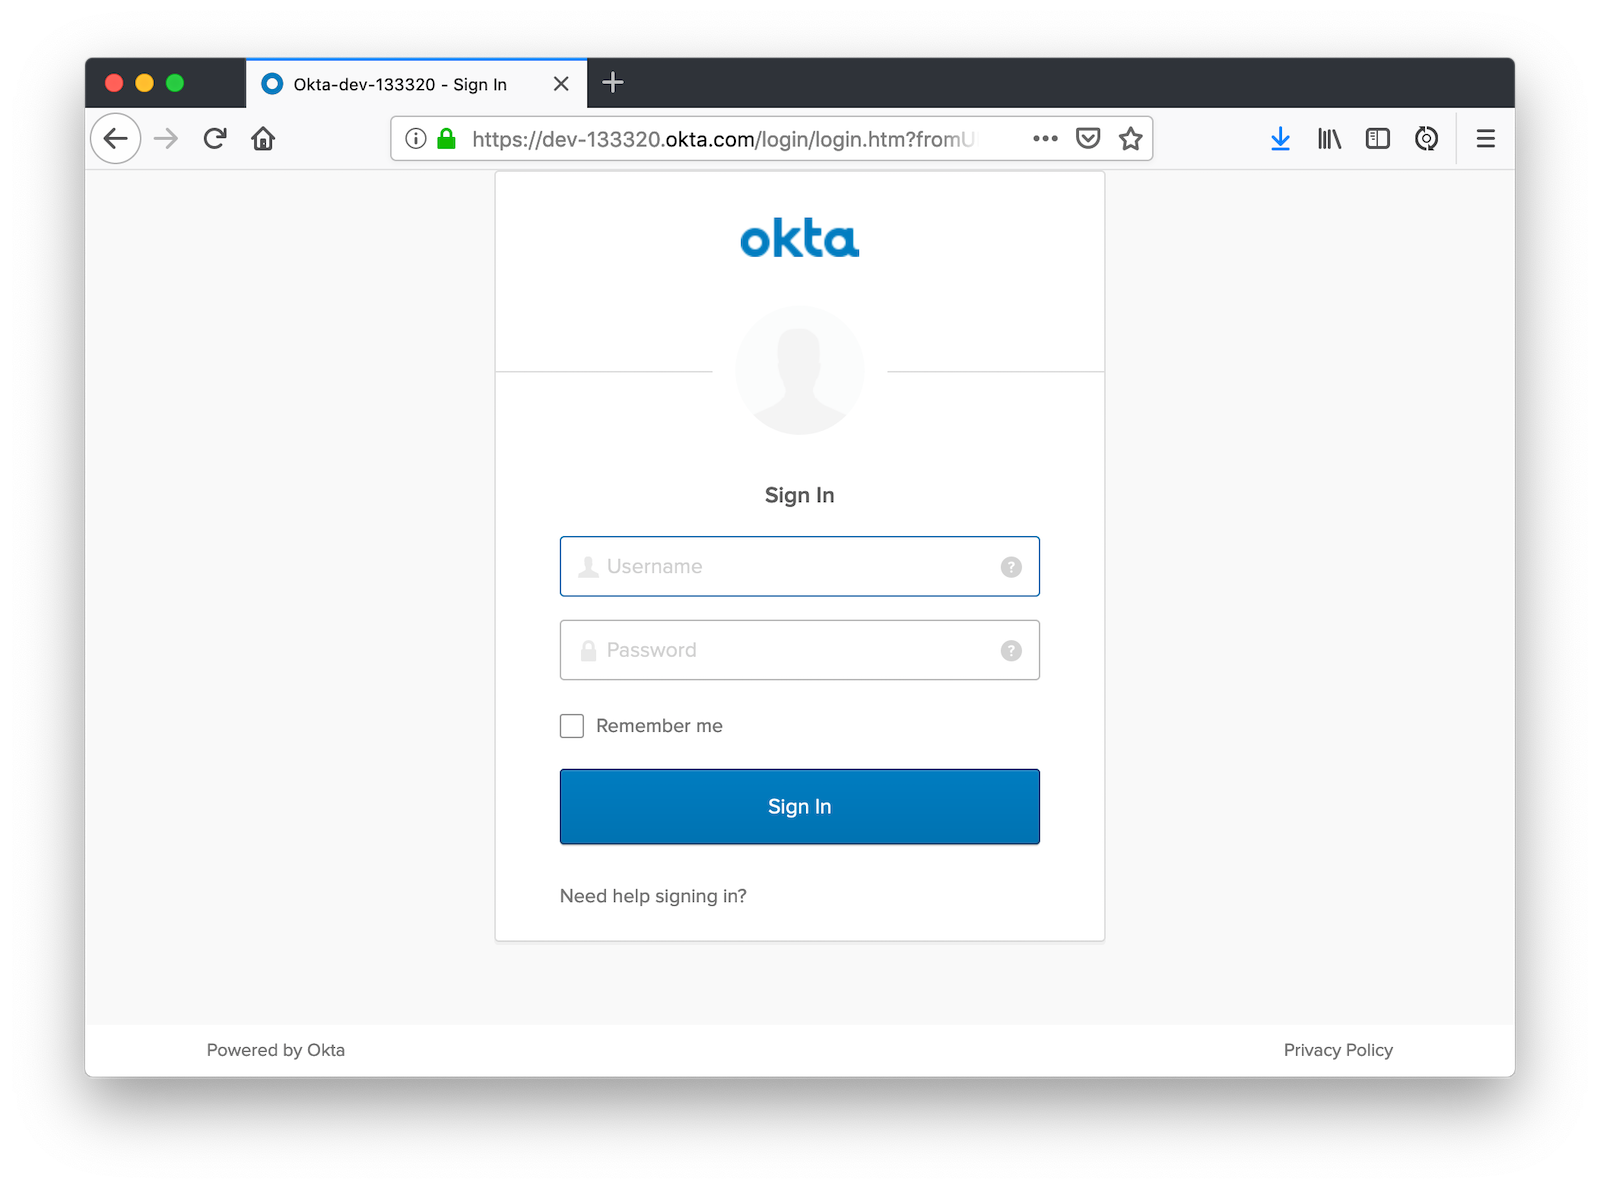 Okta-dev-133320 - Sign In
https://dev-133320.okta.com/login/login.htm?fromU
okta
Sign In
Username
?
Password
?
Remember me
Sign In
Need help signing in?
Powered by Okta
Privacy Policy